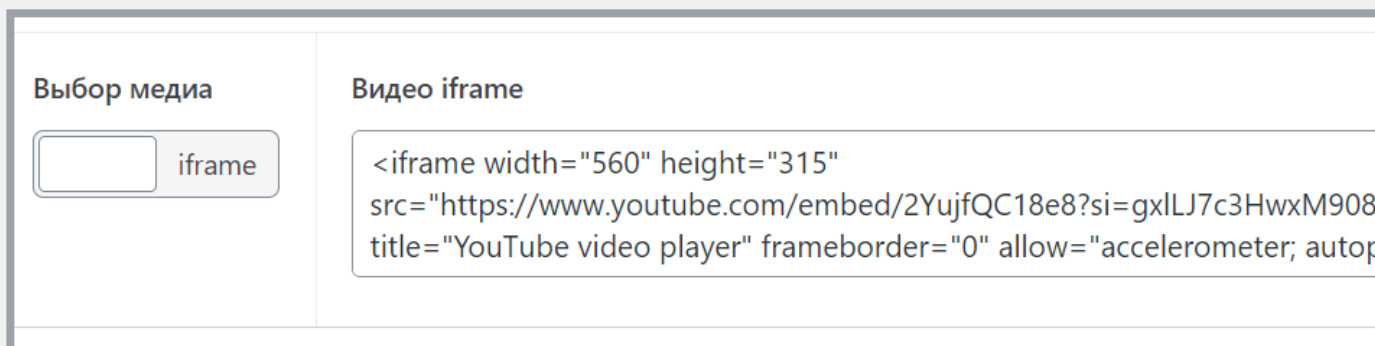 Выбор медиа
iframe
Видео iframe
<iframe width="560" height="315"
src="https://www.youtube.com/embed/2YujfQC18e8?si=gxlLJ7c3HwxM908
title="YouTube video player" frameborder="0" allow="accelerometer; autop